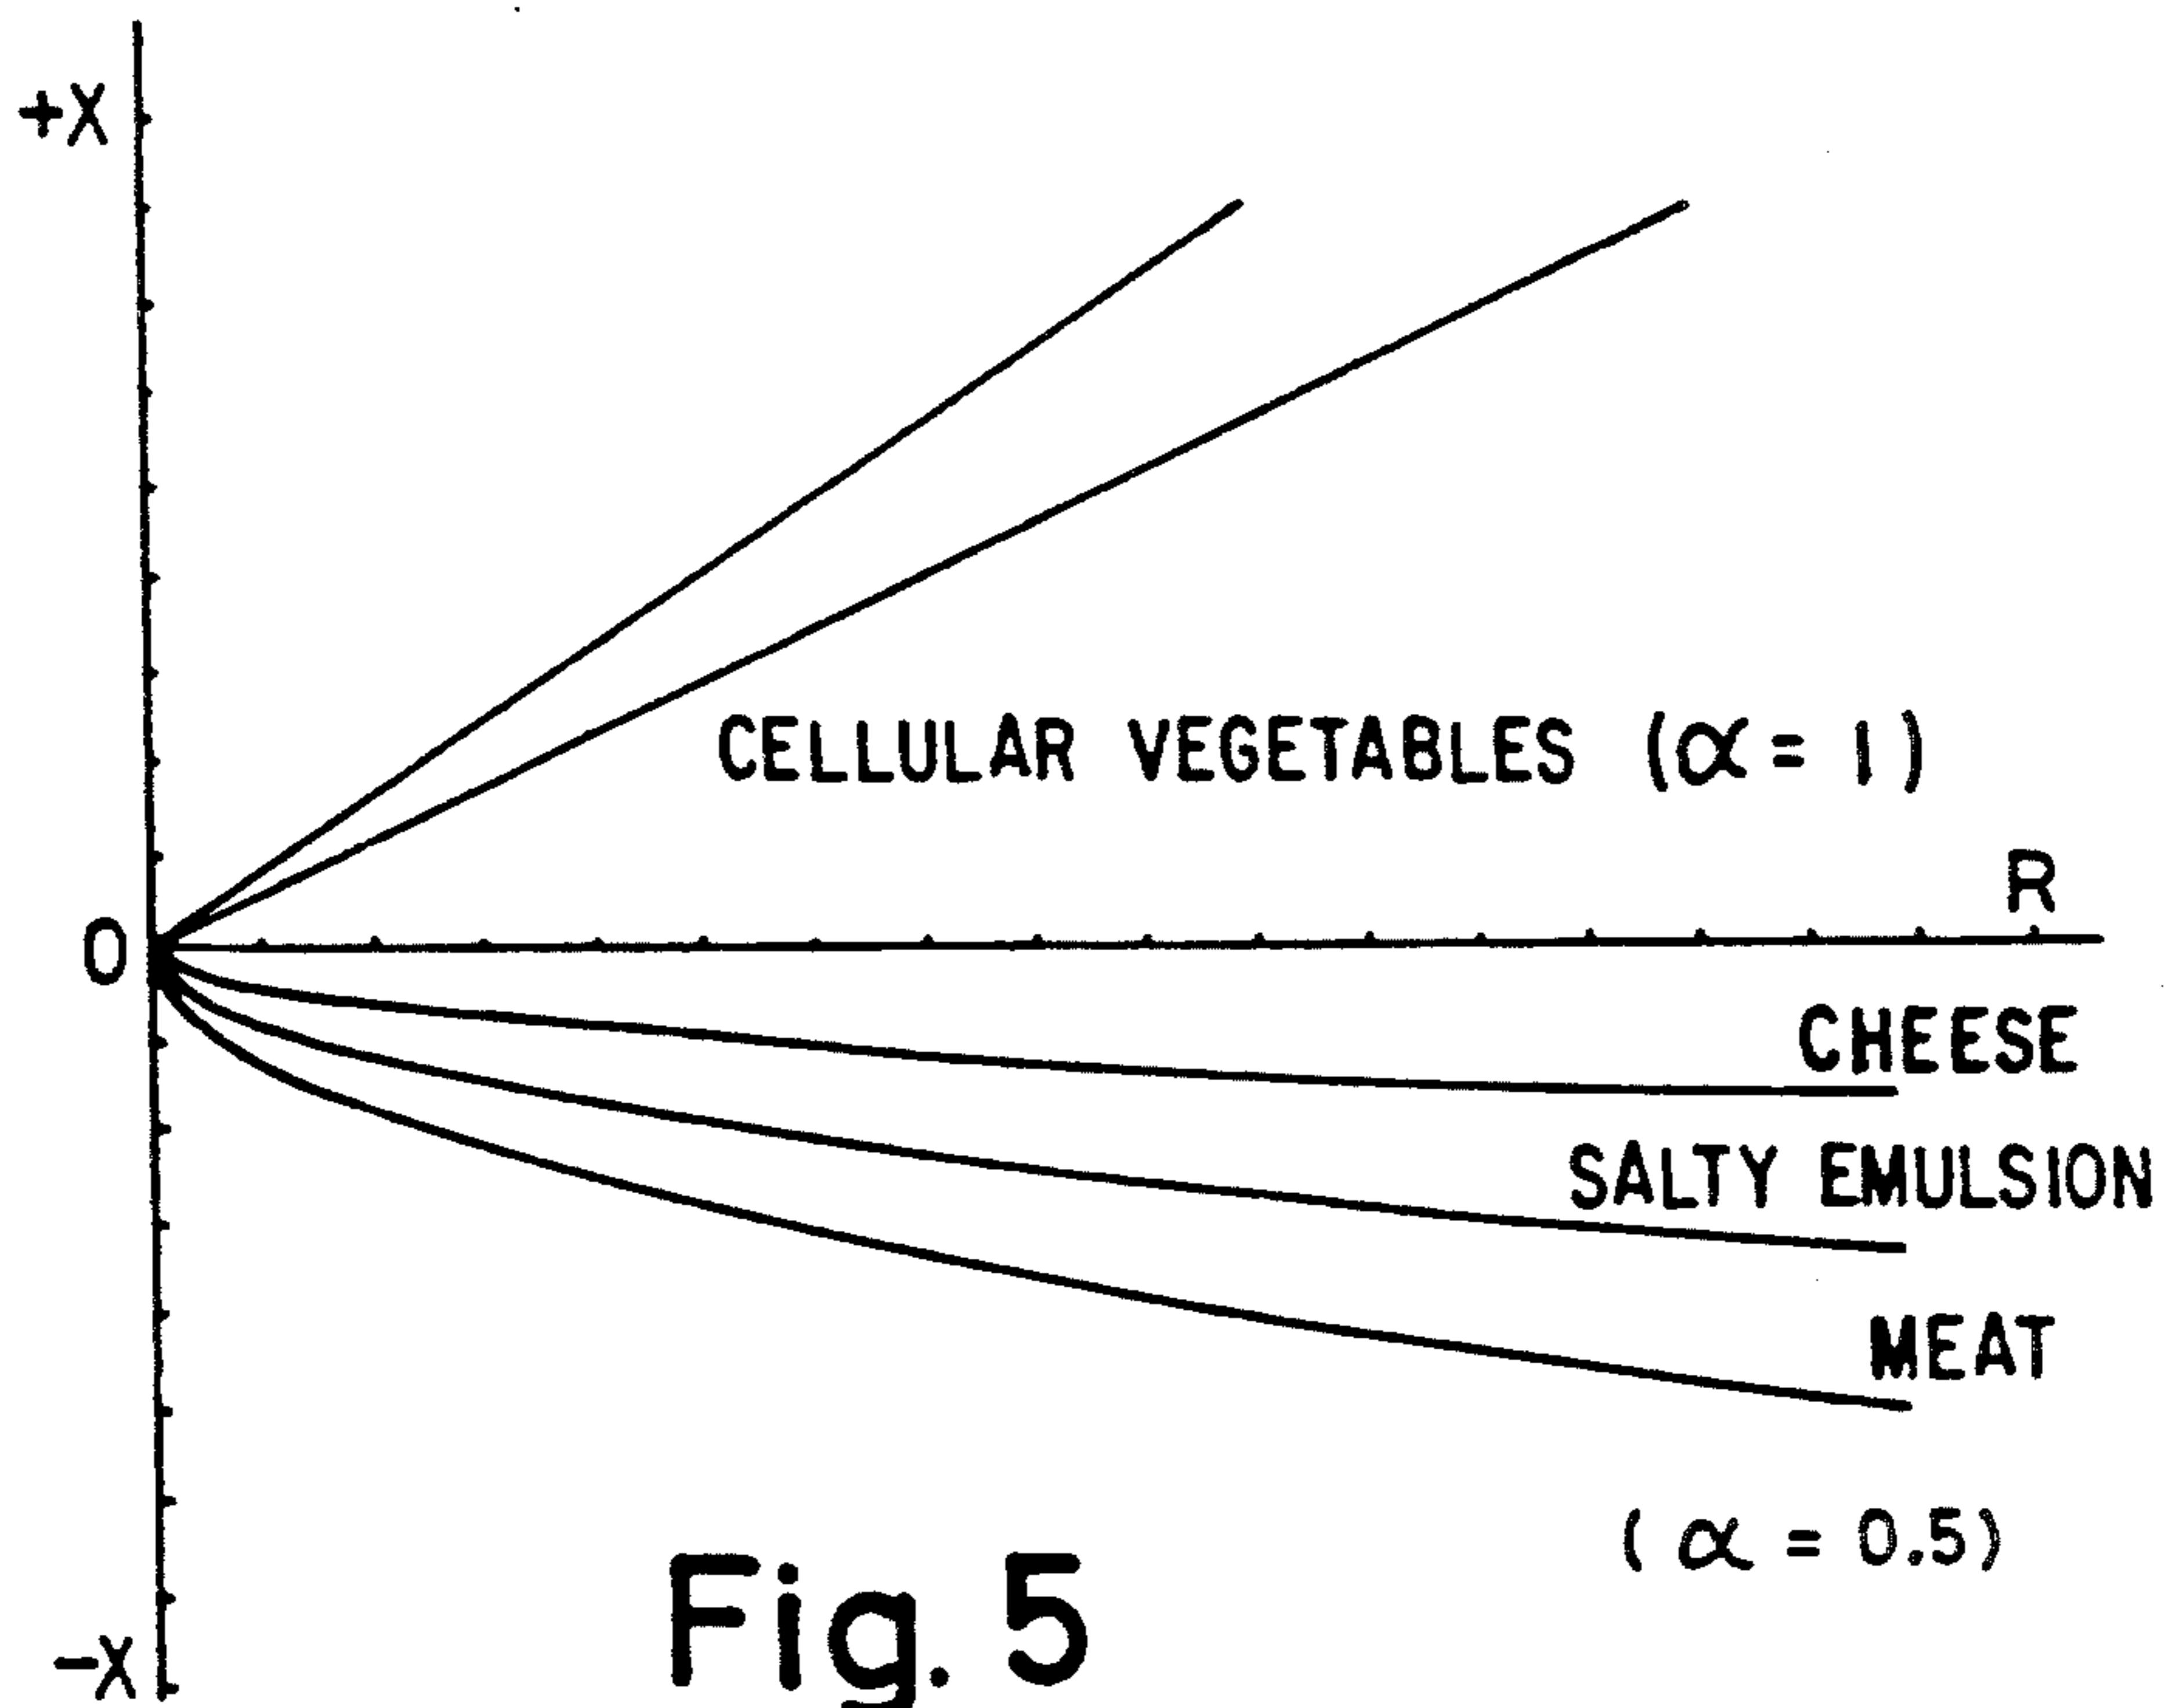 +X
CELLULAR VEGETABLES (α = 1)
R
0
CHEESE
SALTY EMULSION
MEAT
(α = 0.5)
-X
Fig. 5